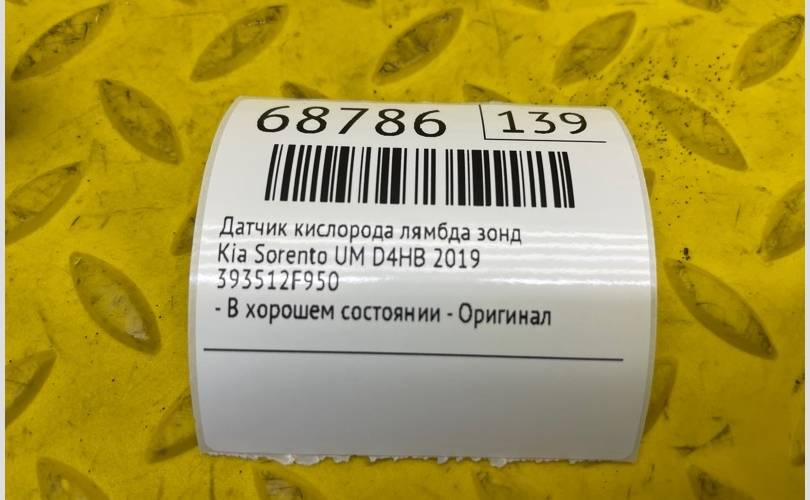 68786 139
Датчик кислорода лямбда зонд
Kia Sorento UM D4HB 2019
393512F950
- В хорошем состоянии - Оригинал